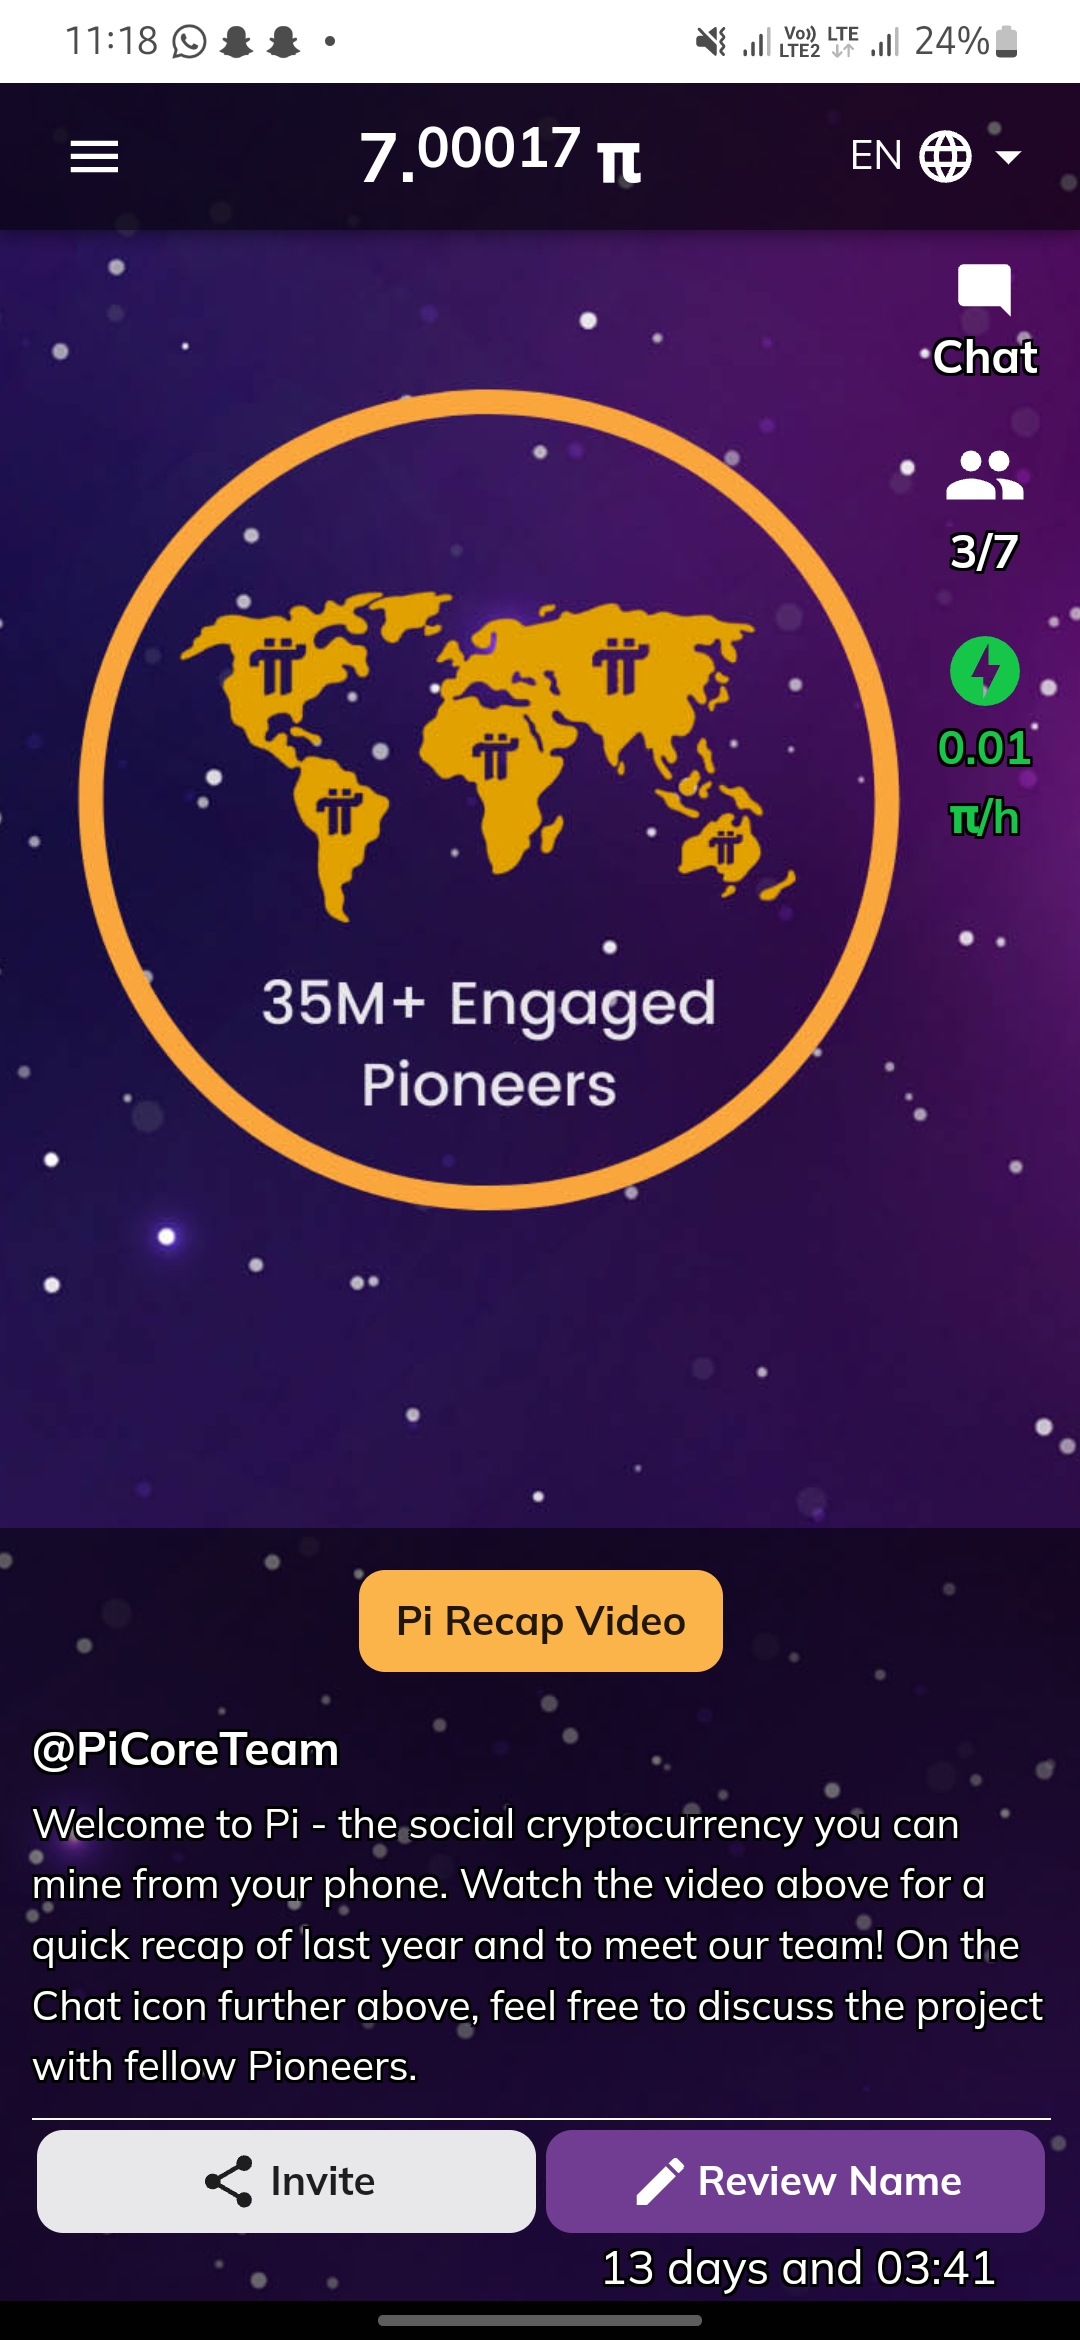 11:18
Vo)) LTE2 LTE 24%
7.00017 π
EN
Chat
3/7
0.01
π/h
35M+ Engaged
Pioneers
Pi Recap Video
@PiCoreTeam
Welcome to Pi - the social cryptocurrency you can
mine from your phone. Watch the video above for a
quick recap of last year and to meet our team! On the
Chat icon further above, feel free to discuss the project
with fellow Pioneers.
Invite
Review Name
13 days and 03:41